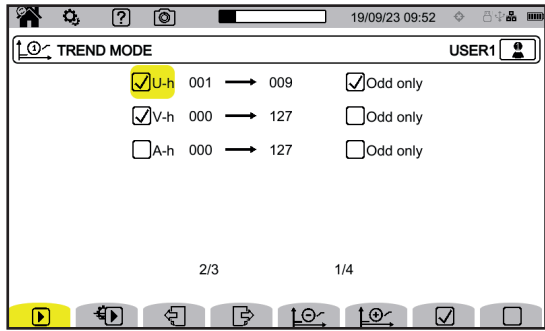 ? 19/09/23 09:52
1 TREND MODE USER1
U-h 001 → 009 Odd only
V-h 000 → 127 Odd only
A-h 000 → 127 Odd only
2/3 1/4